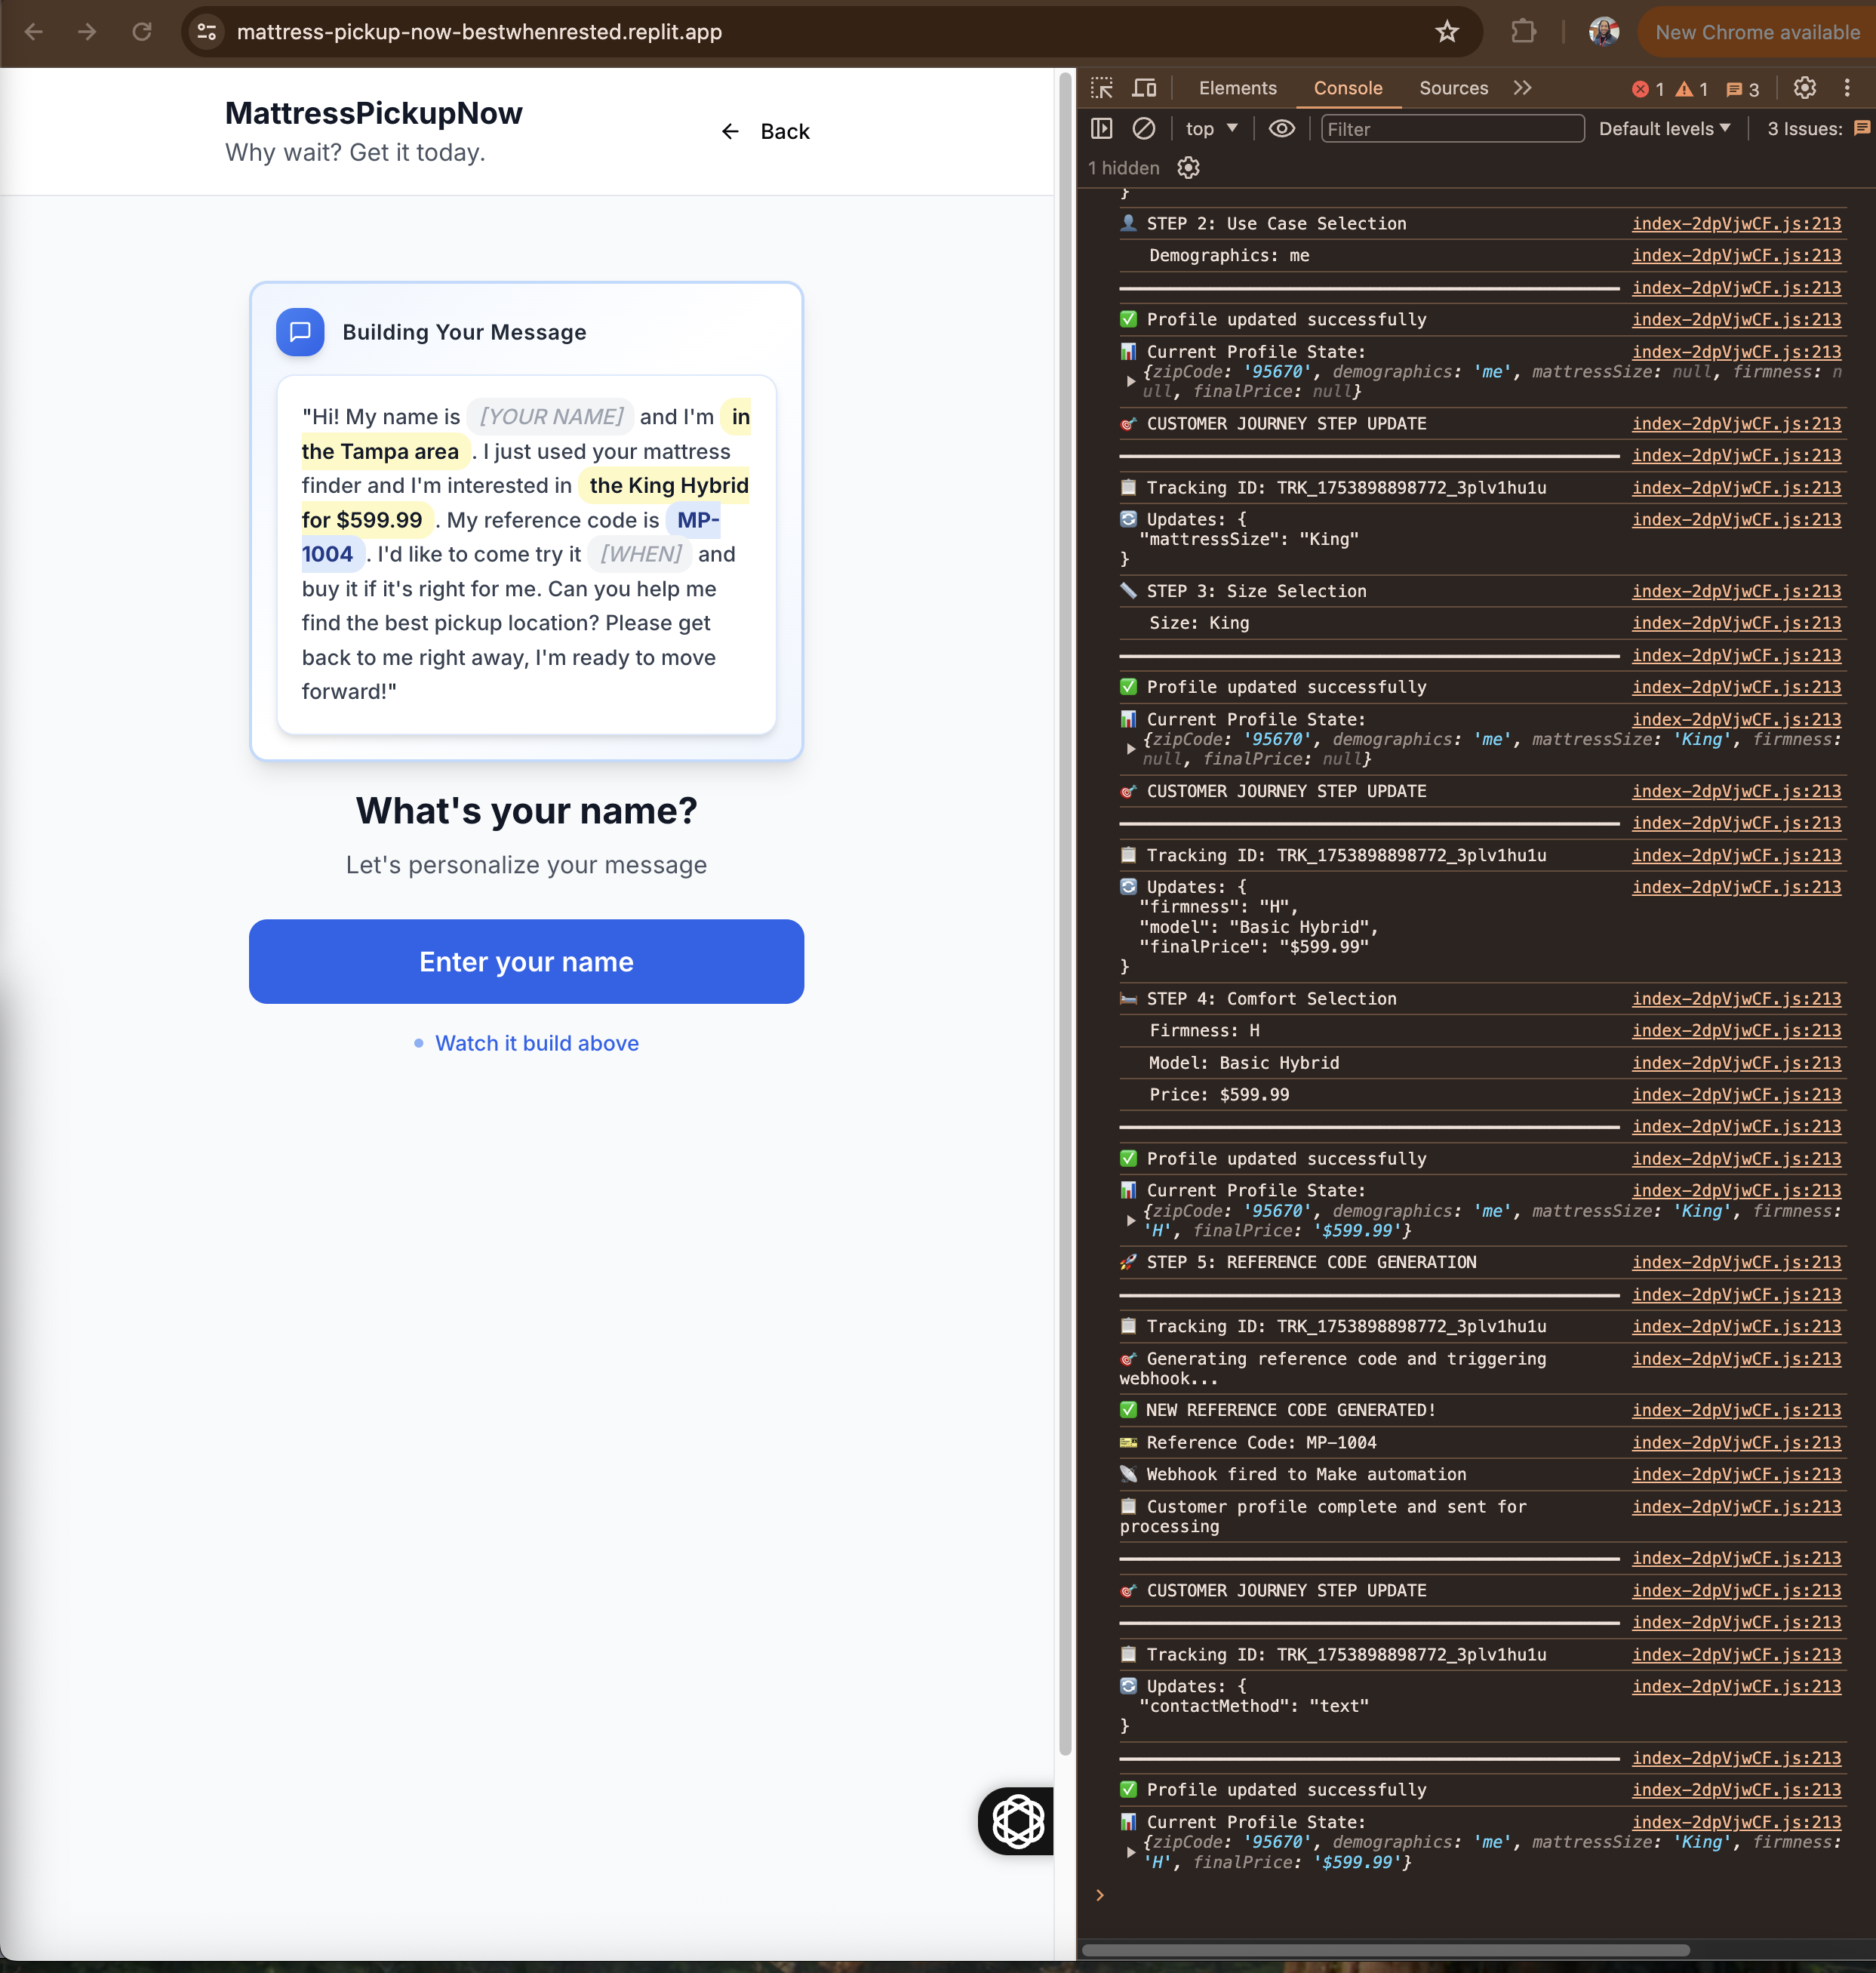 mattress-pickup-now-bestwhenrested.replit.app
New Chrome available
MattressPickupNow
Why wait? Get it today.
← Back
Building Your Message
"Hi! My name is [YOUR NAME] and I'm in
the Tampa area . I just used your mattress
finder and I'm interested in the King Hybrid
for $599.99 . My reference code is MP-
1004 . I'd like to come try it [WHEN] and
buy it if it's right for me. Can you help me
find the best pickup location? Please get
back to me right away, I'm ready to move
forward!"
What's your name?
Let's personalize your message
Enter your name
Watch it build above
Elements Console Sources 1 1 3
top Filter Default levels 3 Issues:
1 hidden
}
👤 STEP 2: Use Case Selection index-2dpVjwCF.js:213
Demographics: me index-2dpVjwCF.js:213
index-2dpVjwCF.js:213
✅ Profile updated successfully index-2dpVjwCF.js:213
📊 Current Profile State: index-2dpVjwCF.js:213
{zipCode: '95670', demographics: 'me', mattressSize: null, firmness: n
ull, finalPrice: null}
🎯 CUSTOMER JOURNEY STEP UPDATE index-2dpVjwCF.js:213
index-2dpVjwCF.js:213
📋 Tracking ID: TRK_1753898898772_3plv1hu1u index-2dpVjwCF.js:213
🔄 Updates: { index-2dpVjwCF.js:213
"mattressSize": "King"
}
📏 STEP 3: Size Selection index-2dpVjwCF.js:213
Size: King index-2dpVjwCF.js:213
index-2dpVjwCF.js:213
✅ Profile updated successfully index-2dpVjwCF.js:213
📊 Current Profile State: index-2dpVjwCF.js:213
{zipCode: '95670', demographics: 'me', mattressSize: 'King', firmness:
null, finalPrice: null}
🎯 CUSTOMER JOURNEY STEP UPDATE index-2dpVjwCF.js:213
index-2dpVjwCF.js:213
📋 Tracking ID: TRK_1753898898772_3plv1hu1u index-2dpVjwCF.js:213
🔄 Updates: { index-2dpVjwCF.js:213
"firmness": "H",
"model": "Basic Hybrid",
"finalPrice": "$599.99"
}
🛏️ STEP 4: Comfort Selection index-2dpVjwCF.js:213
Firmness: H index-2dpVjwCF.js:213
Model: Basic Hybrid index-2dpVjwCF.js:213
Price: $599.99 index-2dpVjwCF.js:213
index-2dpVjwCF.js:213
✅ Profile updated successfully index-2dpVjwCF.js:213
📊 Current Profile State: index-2dpVjwCF.js:213
{zipCode: '95670', demographics: 'me', mattressSize: 'King', firmness:
'H', finalPrice: '$599.99'}
🚀 STEP 5: REFERENCE CODE GENERATION index-2dpVjwCF.js:213
index-2dpVjwCF.js:213
📋 Tracking ID: TRK_1753898898772_3plv1hu1u index-2dpVjwCF.js:213
🎯 Generating reference code and triggering index-2dpVjwCF.js:213
webhook...
✅ NEW REFERENCE CODE GENERATED! index-2dpVjwCF.js:213
🎫 Reference Code: MP-1004 index-2dpVjwCF.js:213
📡 Webhook fired to Make automation index-2dpVjwCF.js:213
📋 Customer profile complete and sent for index-2dpVjwCF.js:213
processing
index-2dpVjwCF.js:213
🎯 CUSTOMER JOURNEY STEP UPDATE index-2dpVjwCF.js:213
index-2dpVjwCF.js:213
📋 Tracking ID: TRK_1753898898772_3plv1hu1u index-2dpVjwCF.js:213
🔄 Updates: { index-2dpVjwCF.js:213
"contactMethod": "text"
}
index-2dpVjwCF.js:213
✅ Profile updated successfully index-2dpVjwCF.js:213
📊 Current Profile State: index-2dpVjwCF.js:213
{zipCode: '95670', demographics: 'me', mattressSize: 'King', firmness:
'H', finalPrice: '$599.99'}